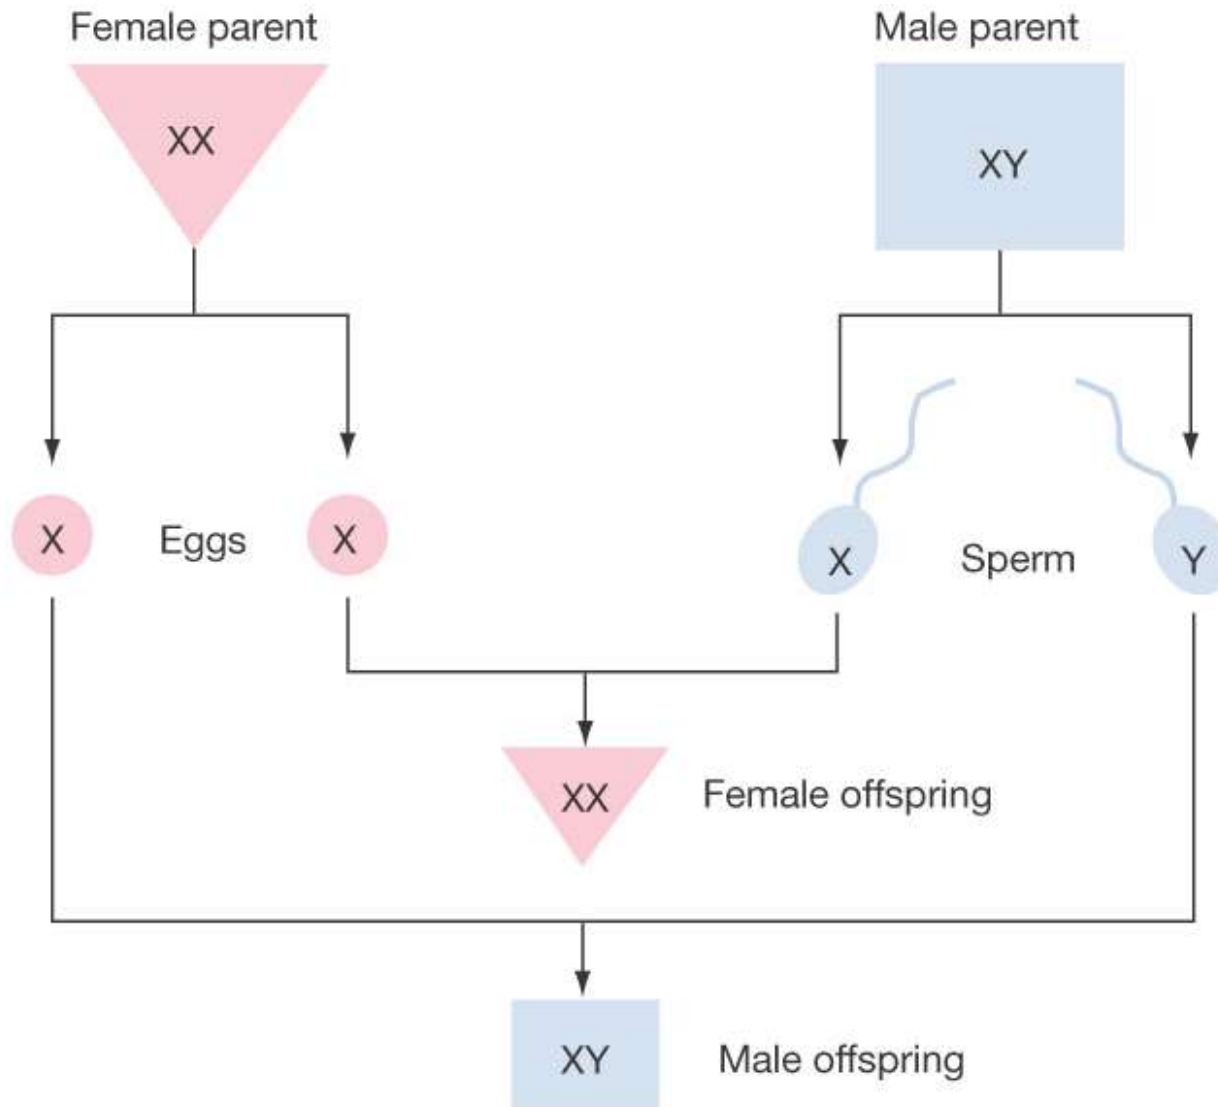 Female parent
Male parent
XX
XY
X
Eggs
X
X
Sperm
Y
XX
Female offspring
XY
Male offspring